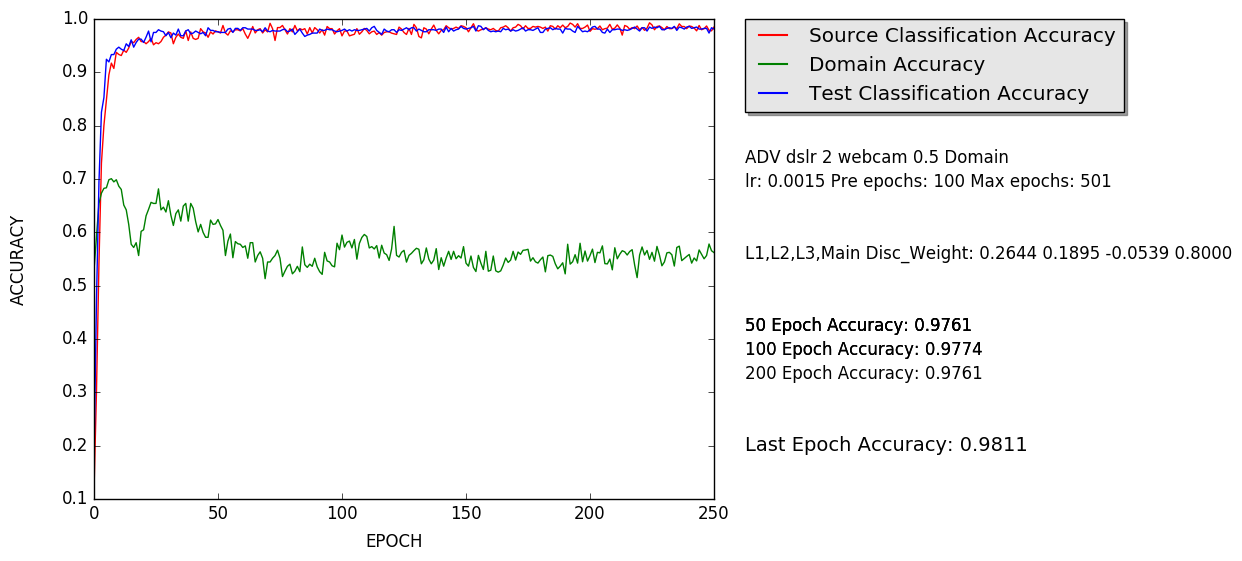 1.0
0.9
0.8
0.7
0.6
0.5
0.4
0.3
0.2
0.1
ACCURACY
0 50 100 150 200 250
EPOCH
Source Classification Accuracy
Domain Accuracy
Test Classification Accuracy
ADV dslr 2 webcam 0.5 Domain
lr: 0.0015 Pre epochs: 100 Max epochs: 501
L1,L2,L3,Main Disc_Weight: 0.2644 0.1895 -0.0539 0.8000
50 Epoch Accuracy: 0.9761
100 Epoch Accuracy: 0.9774
200 Epoch Accuracy: 0.9761
Last Epoch Accuracy: 0.9811